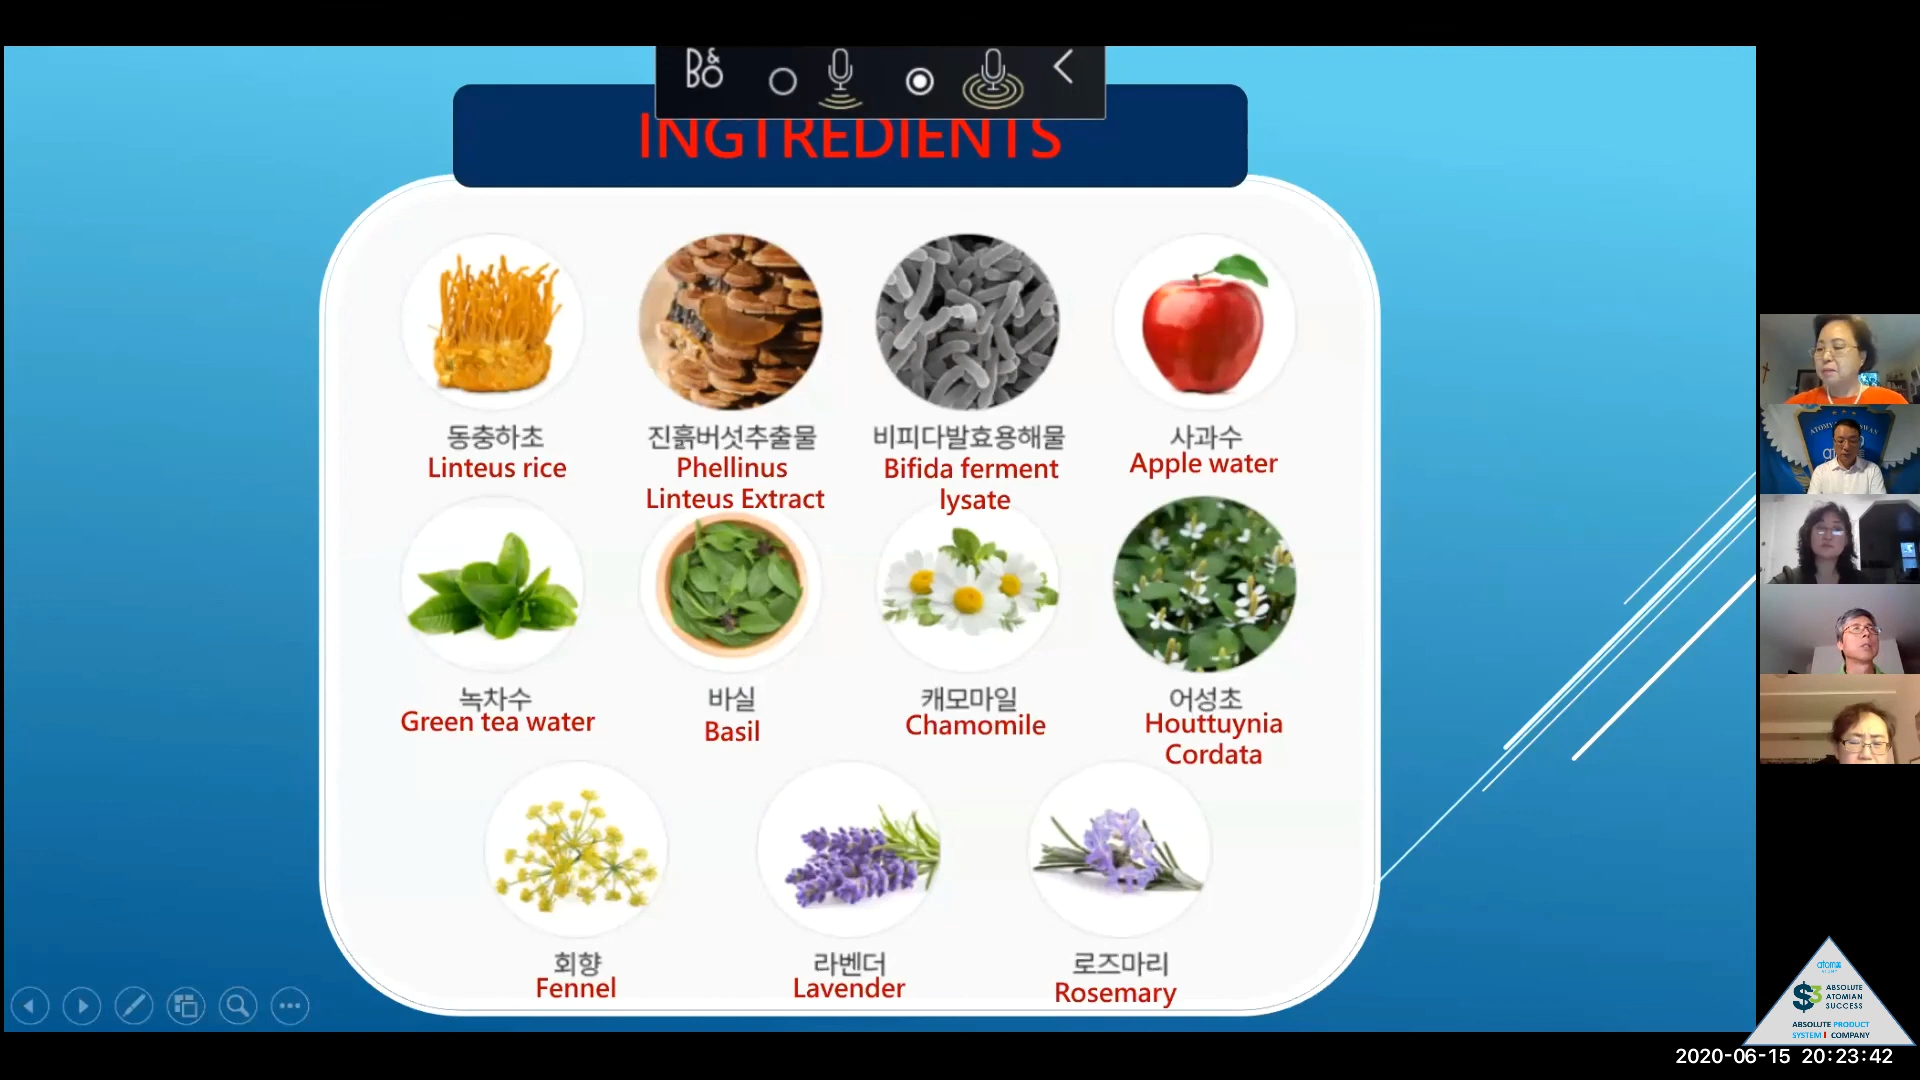 B&O
INGTREDIENTS
동충하초
Linteus rice
진흙버섯추출물
Phellinus
Linteus Extract
비피다발효용해물
Bifida ferment
lysate
사과수
Apple water
녹차수
Green tea water
바실
Basil
캐모마일
Chamomile
어성초
Houttuynia
Cordata
회향
Fennel
라벤더
Lavender
로즈마리
Rosemary
atom
$3 ABSOLUTE
ATOMIAN
SUCCESS
ABSOLUTE PRODUCT
SYSTEM COMPANY
2020-06-15 20:23:42